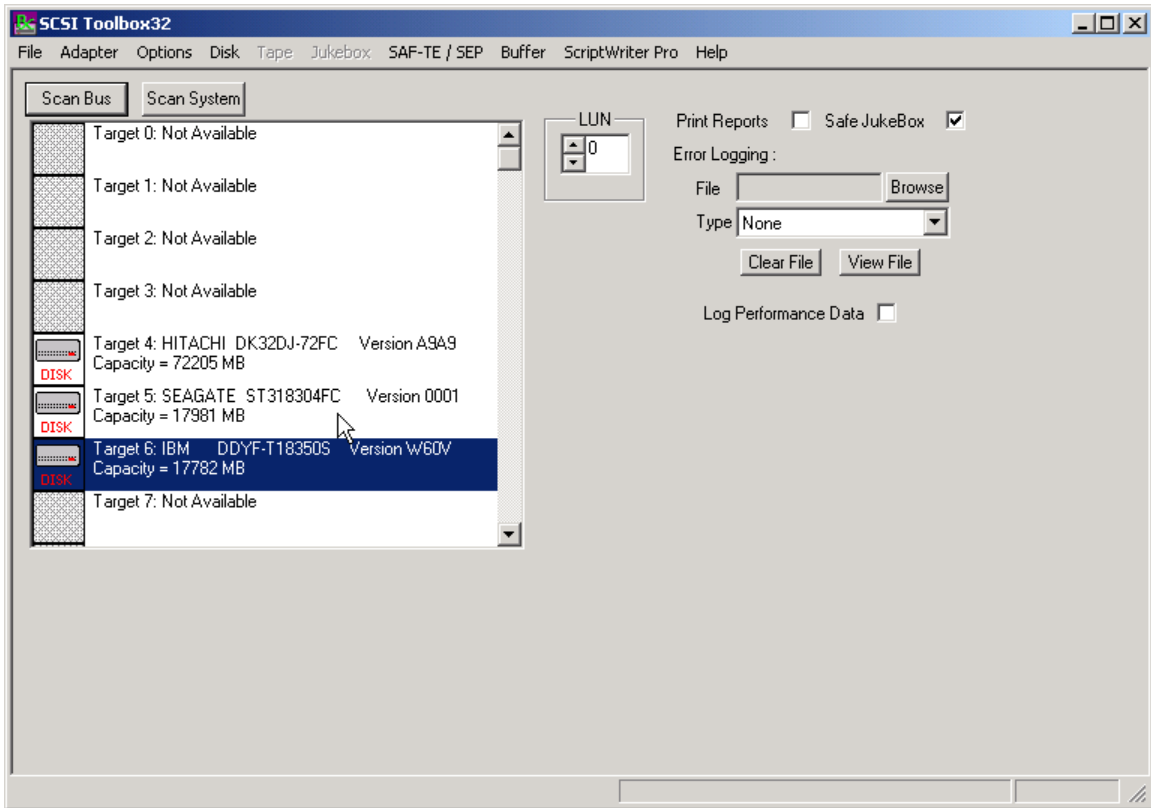 SCSI Toolbox32
File Adapter Options Disk Tape Jukebox SAF-TE / SEP Buffer ScriptWriter Pro Help
Scan Bus Scan System
Target 0: Not Available
Target 1: Not Available
Target 2: Not Available
Target 3: Not Available
Target 4: HITACHI DK32DJ-72FC Version A9A9
Capacity = 72205 MB
DISK
Target 5: SEAGATE ST318304FC Version 0001
Capacity = 17981 MB
DISK
Target 6: IBM DDYF-T18350S Version W60V
Capacity = 17782 MB
DISK
Target 7: Not Available
LUN
0
Print Reports Safe JukeBox
Error Logging :
File Browse
Type None
Clear File View File
Log Performance Data